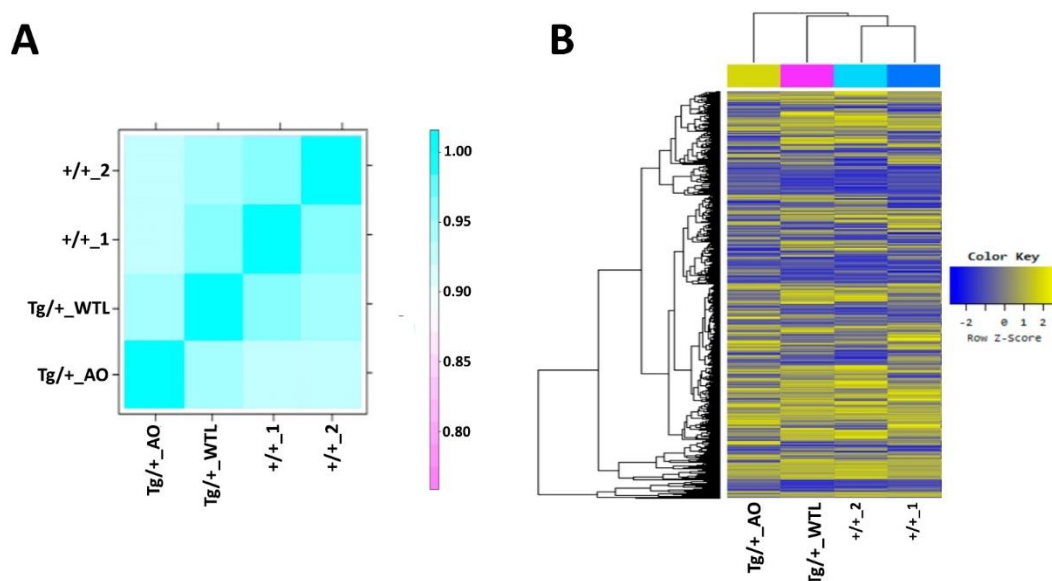 A
+/+_2
+/+_1
Tg/+_WTL
Tg/+_AO
Tg/+_AO
Tg/+_WTL
+/+_1
+/+_2
1.00
0.95
0.90
0.85
0.80
B
Color Key
-2 0 1 2
Row Z-Score
Tg/+_AO
Tg/+_WTL
+/+_2
+/+_1